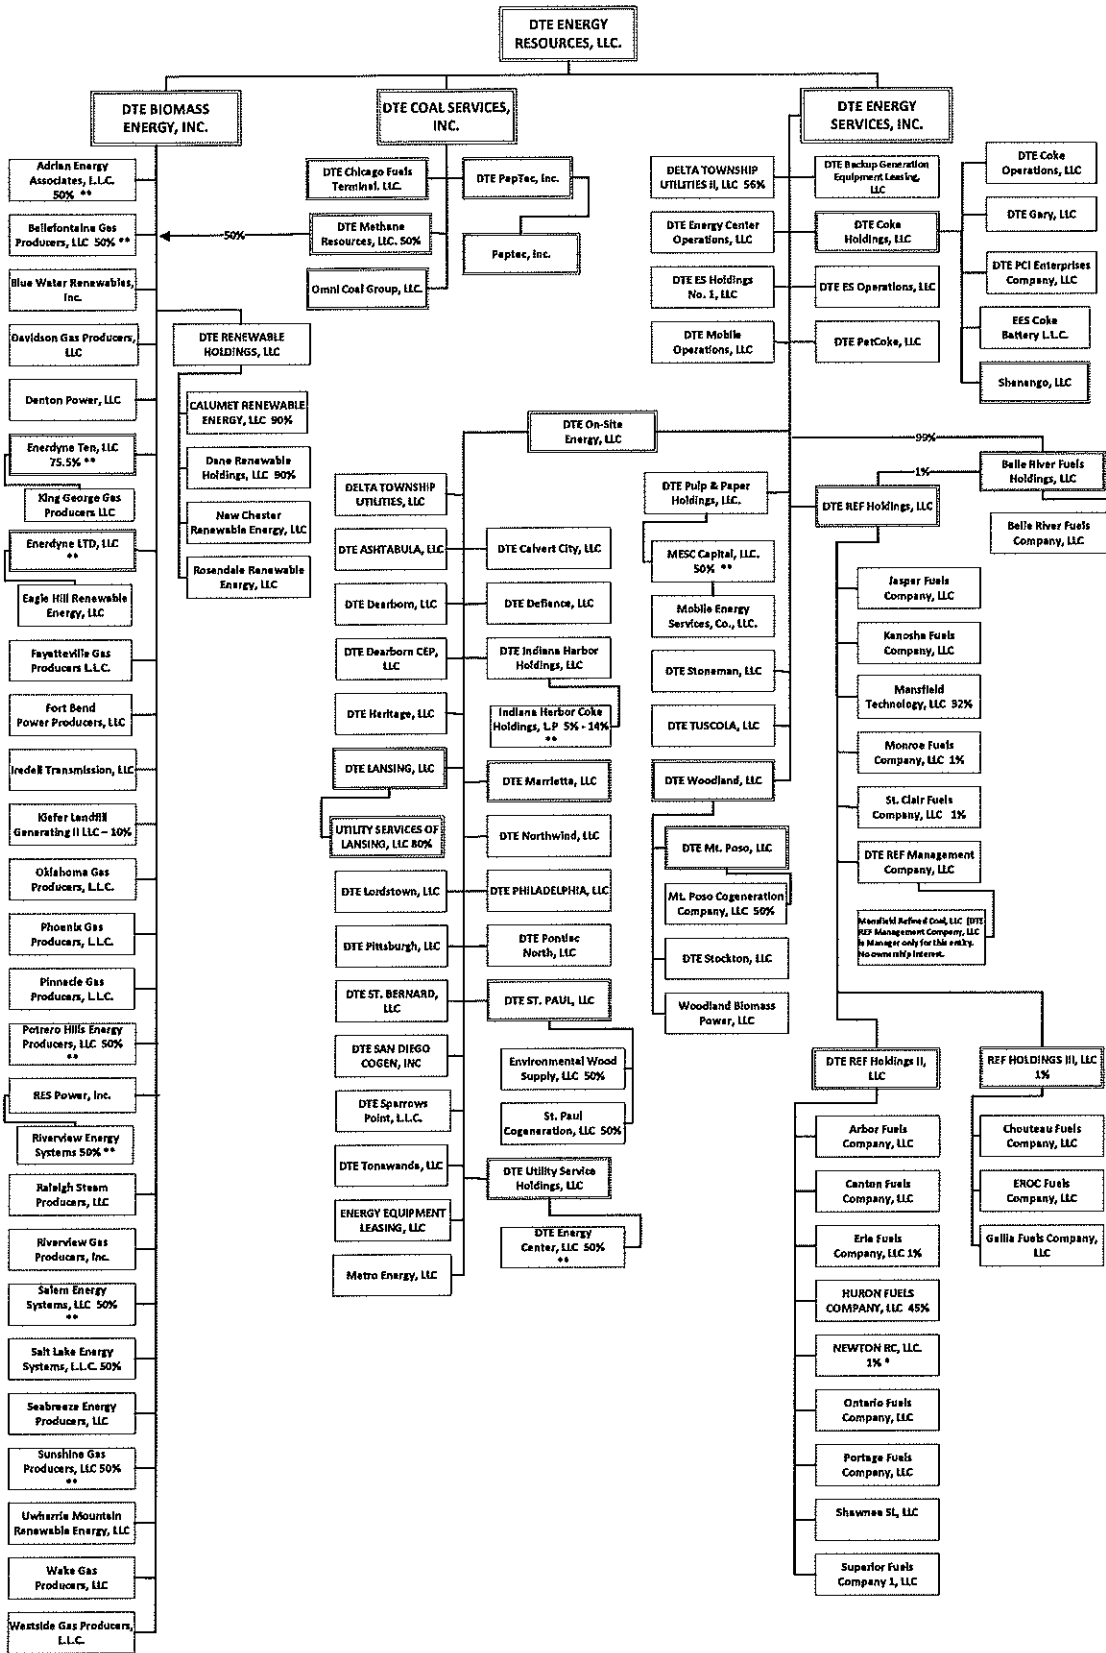 DTE ENERGY
RESOURCES, LLC.
DTE BIOMASS
ENERGY, INC.
DTE COAL SERVICES,
INC.
DTE ENERGY
SERVICES, INC.
Adrian Energy
Associates, L.L.C.
50% **
Bellefontaine Gas
Producers, LLC 50% **
Blue Water Renewables,
Inc.
Davidson Gas Producers,
LLC
Denton Power, LLC
Enerdyne Ten, LLC
75.5% **
King George Gas
Producers LLC
Enerdyne LTD, LLC
**
Eagle Hill Renewable
Energy, LLC
Fayetteville Gas
Producers L.L.C.
Fort Bend
Power Producers, LLC
Iredell Transmission, LLC
Kiefer Landfill
Generating II LLC – 10%
Oklahoma Gas
Producers, L.L.C.
Phoenix Gas
Producers, L.L.C.
Pinnacle Gas
Producers, L.L.C.
Potrero Hills Energy
Producers, LLC 50%
**
RES Power, Inc.
Riverview Energy
Systems 50% **
Raleigh Steam
Producers, LLC
Riverview Gas
Producers, Inc.
Salem Energy
Systems, LLC 50%
**
Salt Lake Energy
Systems, L.L.C. 50%
Seabreeze Energy
Producers, LLC
Sunshine Gas
Producers, LLC 50%
**
Uwharrie Mountain
Renewable Energy, LLC
Wake Gas
Producers, LLC
Westside Gas Producers,
L.L.C.
DTE RENEWABLE
HOLDINGS, LLC
CALUMET RENEWABLE
ENERGY, LLC 90%
Dane Renewable
Holdings, LLC 90%
New Chester
Renewable Energy, LLC
Rosendale Renewable
Energy, LLC
DTE Chicago Fuels
Terminal, LLC.
DTE PepTec, Inc.
50%
DTE Methane
Resources, LLC. 50%
Peptec, Inc.
Omni Coal Group, LLC.
DELTA TOWNSHIP
UTILITIES II, LLC 56%
DTE Backup Generation
Equipment Leasing,
LLC
DTE Energy Center
Operations, LLC
DTE Coke
Holdings, LLC
DTE ES Holdings
No. 1, LLC
DTE ES Operations, LLC
DTE Mobile
Operations, LLC
DTE PetCoke, LLC
DTE Coke
Operations, LLC
DTE Gary, LLC
DTE PCI Enterprises
Company, LLC
EES Coke
Battery L.L.C.
Shenango, LLC
DTE On-Site
Energy, LLC
DELTA TOWNSHIP
UTILITIES, LLC
DTE ASHTABULA, LLC
DTE Calvert City, LLC
DTE Dearborn, LLC
DTE Defiance, LLC
DTE Dearborn CEP,
LLC
DTE Indiana Harbor
Holdings, LLC
DTE Heritage, LLC
Indiana Harbor Coke
Holdings, L.P 5% - 14%
**
DTE LANSING, LLC
DTE Marrietta, LLC
UTILITY SERVICES OF
LANSING, LLC 80%
DTE Northwind, LLC
DTE Lordstown, LLC
DTE PHILADELPHIA, LLC
DTE Pittsburgh, LLC
DTE Pontiac
North, LLC
DTE ST. BERNARD,
LLC
DTE ST. PAUL, LLC
DTE SAN DIEGO
COGEN, INC
Environmental Wood
Supply, LLC 50%
DTE Sparrows
Point, L.L.C.
St. Paul
Cogeneration, LLC 50%
DTE Tonawanda, LLC
DTE Utility Service
Holdings, LLC
ENERGY EQUIPMENT
LEASING, LLC
DTE Energy
Center, LLC 50%
**
Metro Energy, LLC
DTE Pulp & Paper
Holdings, LLC.
MESC Capital, LLC.
50% **
Mobile Energy
Services, Co., LLC.
DTE Stoneman, LLC
DTE TUSCOLA, LLC
DTE Woodland, LLC
DTE Mt. Poso, LLC
Mt. Poso Cogeneration
Company, LLC 50%
DTE Stockton, LLC
Woodland Biomass
Power, LLC
99%
1%
Belle River Fuels
Holdings, LLC
DTE REF Holdings, LLC
Belle River Fuels
Company, LLC
Jasper Fuels
Company, LLC
Kenosha Fuels
Company, LLC
Mansfield
Technology, LLC 32%
Monroe Fuels
Company, LLC 1%
St. Clair Fuels
Company, LLC 1%
DTE REF Management
Company, LLC
Mansfield Refined Coal, LLC (DTE
REF Management Company, LLC
is Manager only for this entity.
No ownership interest.
DTE REF Holdings II,
LLC
REF HOLDINGS III, LLC
1%
Arbor Fuels
Company, LLC
Canton Fuels
Company, LLC
Erie Fuels
Company, LLC 1%
HURON FUELS
COMPANY, LLC 45%
NEWTON RC, LLC.
1% *
Ontario Fuels
Company, LLC
Portage Fuels
Company, LLC
Shawnee SL, LLC
Superior Fuels
Company 1, LLC
Chouteau Fuels
Company, LLC
EROC Fuels
Company, LLC
Gallia Fuels Company,
LLC